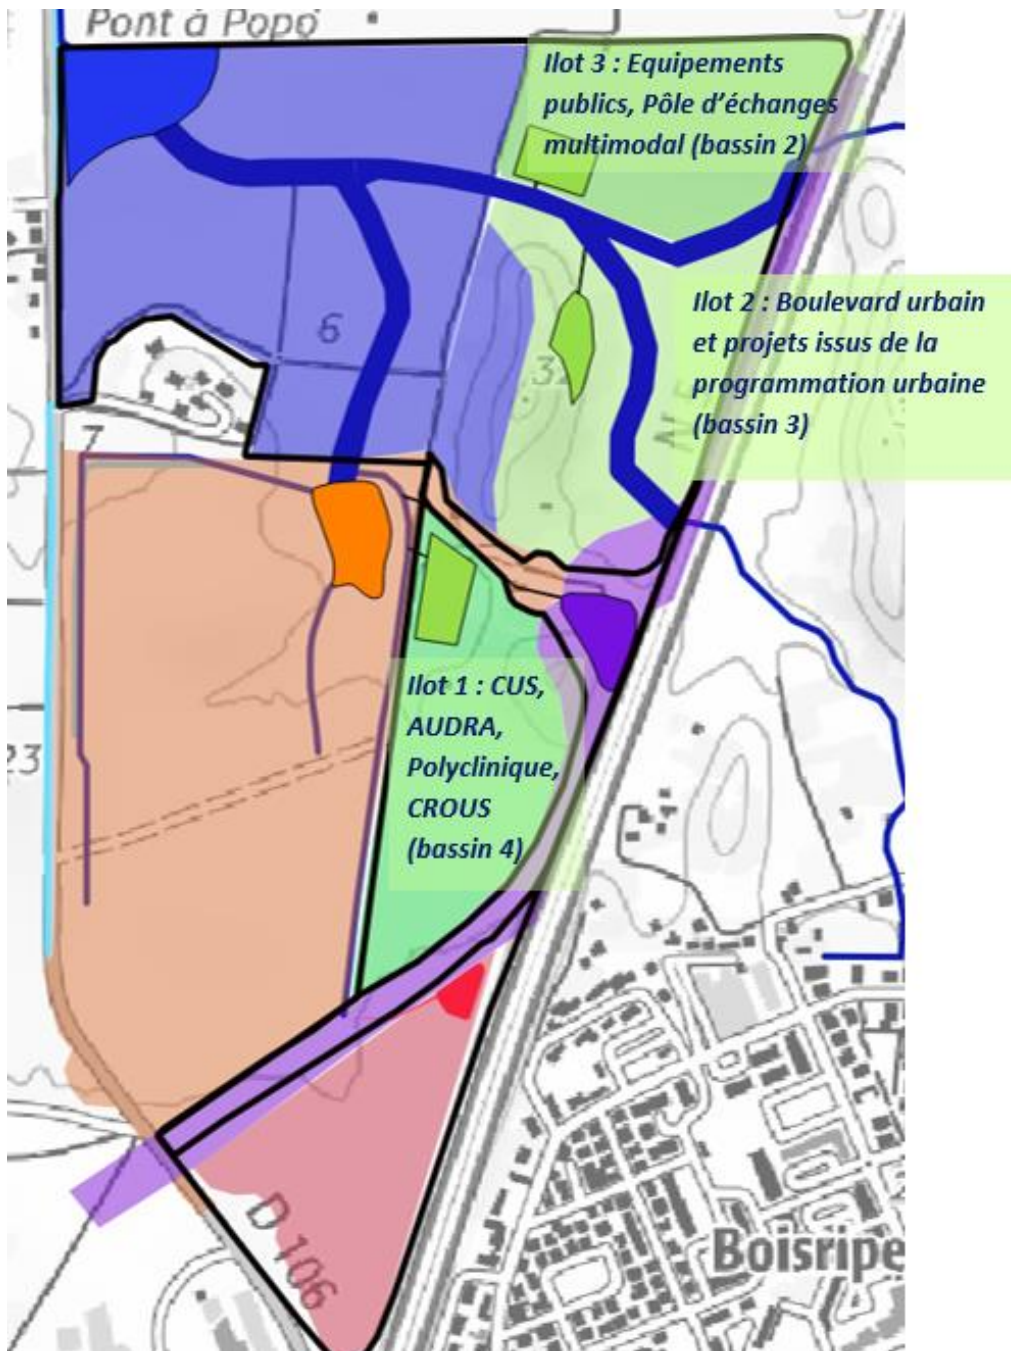 Pont à Popo
Ilot 3 : Equipements
publics, Pôle d'échanges
multimodal (bassin 2)
Ilot 2 : Boulevard urbain
et projets issus de la
programmation urbaine
(bassin 3)
6
7
23
Ilot 1 : CUS,
AUDRA,
Polyclinique,
CROUS
(bassin 4)
D 106
Boisripe